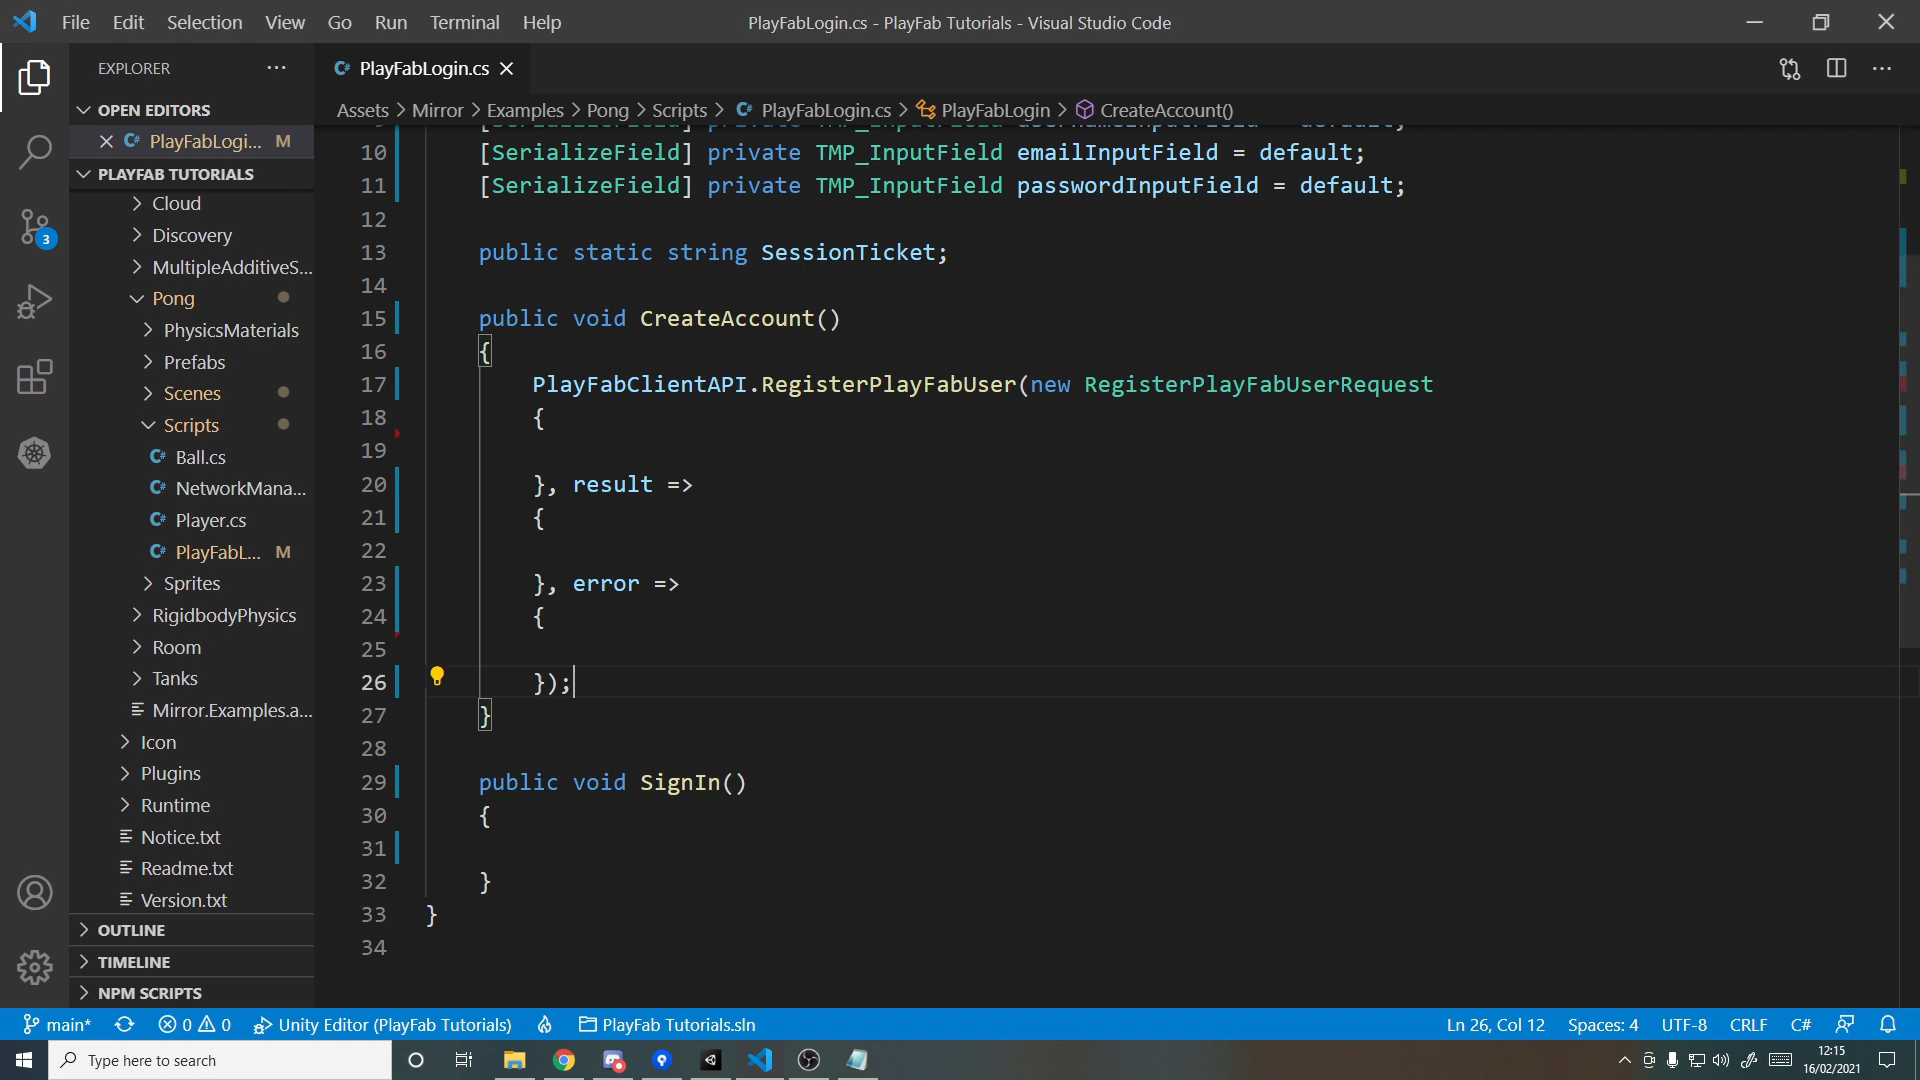 File Edit Selection View Go Run Terminal Help
PlayFabLogin.cs - PlayFab Tutorials - Visual Studio Code
EXPLORER
OPEN EDITORS
PlayFabLogi... M
PLAYFAB TUTORIALS
Cloud
Discovery
MultipleAdditiveS...
Pong
PhysicsMaterials
Prefabs
Scenes
Scripts
C# Ball.cs
C# NetworkMana...
C# Player.cs
C# PlayFabL... M
Sprites
RigidbodyPhysics
Room
Tanks
Mirror.Examples.a...
Icon
Plugins
Runtime
Notice.txt
Readme.txt
Version.txt
OUTLINE
TIMELINE
NPM SCRIPTS
3
PlayFabLogin.cs
Assets > Mirror > Examples > Pong > Scripts > PlayFabLogin.cs > PlayFabLogin > CreateAccount()
10 [SerializeField] private TMP_InputField emailInputField = default;
11 [SerializeField] private TMP_InputField passwordInputField = default;
12
13 public static string SessionTicket;
14
15 public void CreateAccount()
16 {
17 PlayFabClientAPI.RegisterPlayFabUser(new RegisterPlayFabUserRequest
18 {
19
20 }, result =>
21 {
22
23 }, error =>
24 {
25
26 });
27 }
28
29 public void SignIn()
30 {
31
32 }
33 }
34
main* 0 0 Unity Editor (PlayFab Tutorials) PlayFab Tutorials.sln
Ln 26, Col 12 Spaces: 4 UTF-8 CRLF C#
Type here to search
12:15
16/02/2021